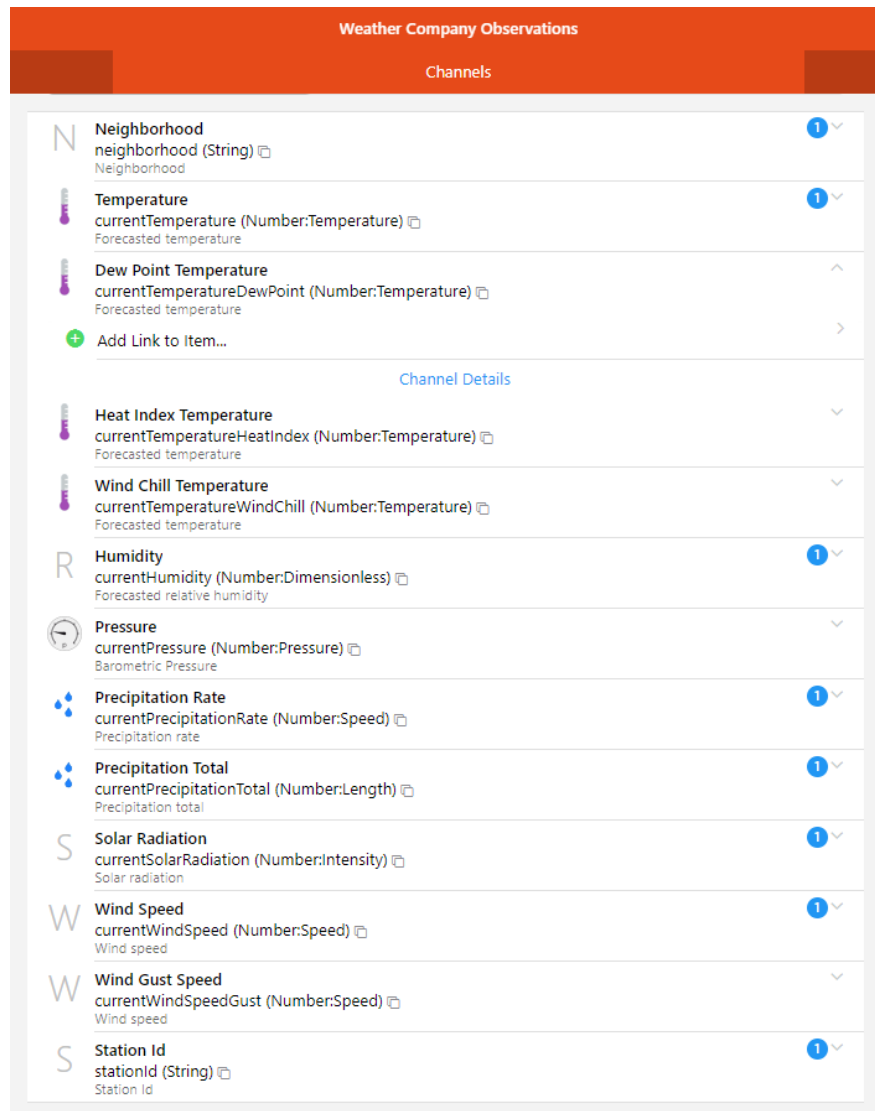 Weather Company Observations
Channels
N
Neighborhood
1
neighborhood (String)
Neighborhood
Temperature
1
currentTemperature (Number:Temperature)
Forecasted temperature
Dew Point Temperature
currentTemperatureDewPoint (Number:Temperature)
Forecasted temperature
Add Link to Item...
Channel Details
Heat Index Temperature
currentTemperatureHeatIndex (Number:Temperature)
Forecasted temperature
Wind Chill Temperature
currentTemperatureWindChill (Number:Temperature)
Forecasted temperature
R
Humidity
1
currentHumidity (Number:Dimensionless)
Forecasted relative humidity
Pressure
currentPressure (Number:Pressure)
Barometric Pressure
Precipitation Rate
1
currentPrecipitationRate (Number:Speed)
Precipitation rate
Precipitation Total
1
currentPrecipitationTotal (Number:Length)
Precipitation total
S
Solar Radiation
1
currentSolarRadiation (Number:Intensity)
Solar radiation
W
Wind Speed
1
currentWindSpeed (Number:Speed)
Wind speed
W
Wind Gust Speed
currentWindSpeedGust (Number:Speed)
Wind speed
S
Station Id
1
stationId (String)
Station Id